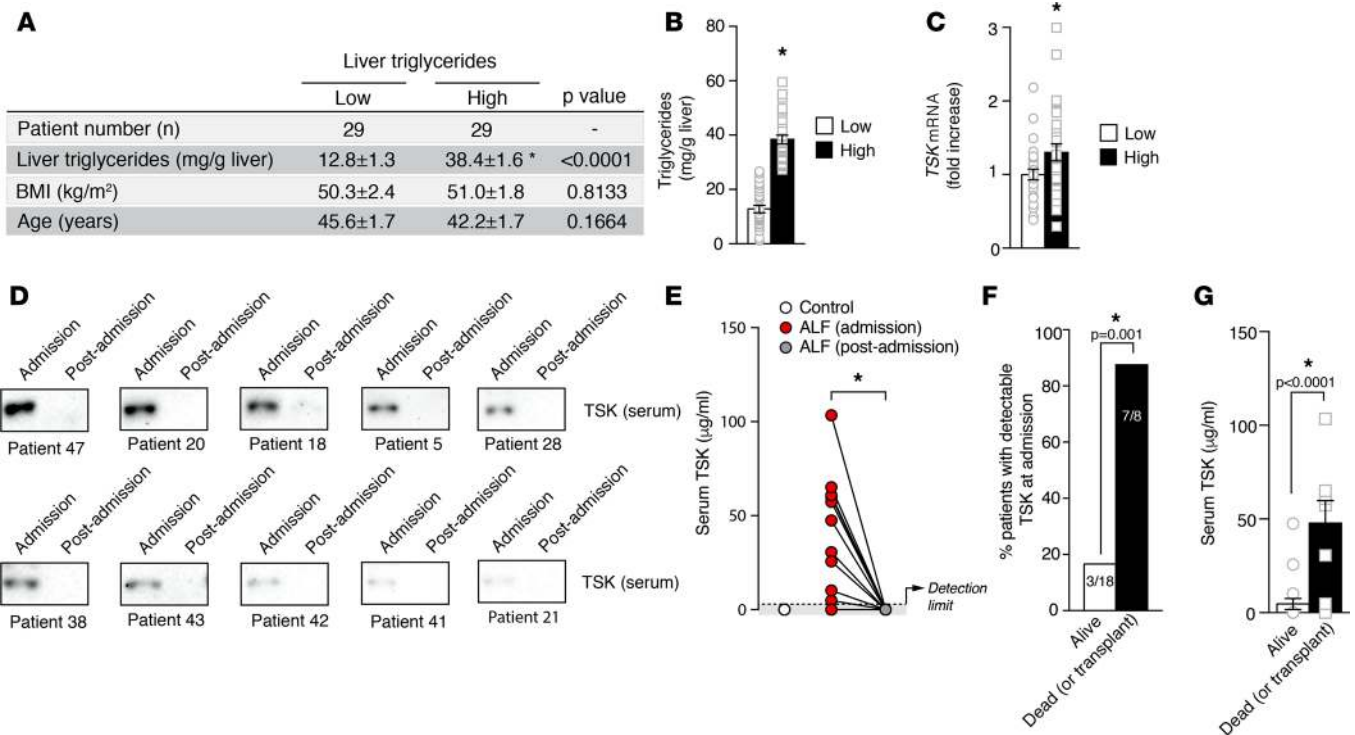 A
Liver triglycerides
Low High p value
Patient number (n) 29 29 -
Liver triglycerides (mg/g liver) 12.8±1.3 38.4±1.6 * <0.0001
BMI (kg/m²) 50.3±2.4 51.0±1.8 0.8133
Age (years) 45.6±1.7 42.2±1.7 0.1664
B
Triglycerides
(mg/g liver)
80
60
40
20
0
*
Low
High
C
TSK mRNA
(fold increase)
3
2
1
0
*
Low
High
D
Admission Post-admission Admission Post-admission Admission Post-admission Admission Post-admission Admission Post-admission
TSK (serum)
Patient 47 Patient 20 Patient 18 Patient 5 Patient 28
Admission Post-admission Admission Post-admission Admission Post-admission Admission Post-admission Admission Post-admission
TSK (serum)
Patient 38 Patient 43 Patient 42 Patient 41 Patient 21
E
Control
ALF (admission)
ALF (post-admission)
Serum TSK (µg/ml)
150
100
50
0
*
Detection
limit
F
% patients with detectable
TSK at admission
100
80
60
40
20
0
*
p=0.001
3/18
7/8
Alive
Dead (or transplant)
G
Serum TSK (µg/ml)
150
100
50
0
*
p<0.0001
Alive
Dead (or transplant)